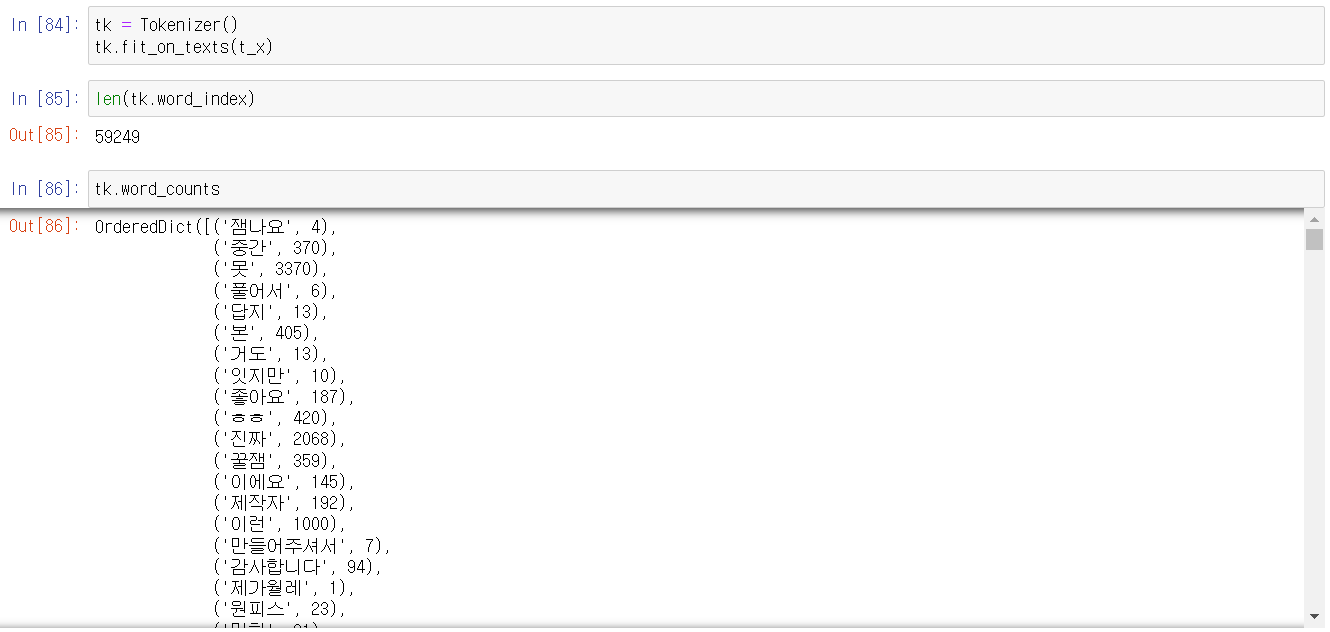 In [84]: tk = Tokenizer()
tk.fit_on_texts(t_x)
In [85]: len(tk.word_index)
Out[85]: 59249
In [86]: tk.word_counts
Out[86]: OrderedDict([('잼나요', 4),
('중간', 370),
('못', 3370),
('풀어서', 6),
('답지', 13),
('본', 405),
('거도', 13),
('잇지만', 10),
('좋아요', 187),
('ㅎㅎ', 420),
('진짜', 2068),
('꿀잼', 359),
('이에요', 145),
('제작자', 192),
('이런', 1000),
('만들어주셔서', 7),
('감사합니다', 94),
('제가월레', 1),
('원피스', 23),